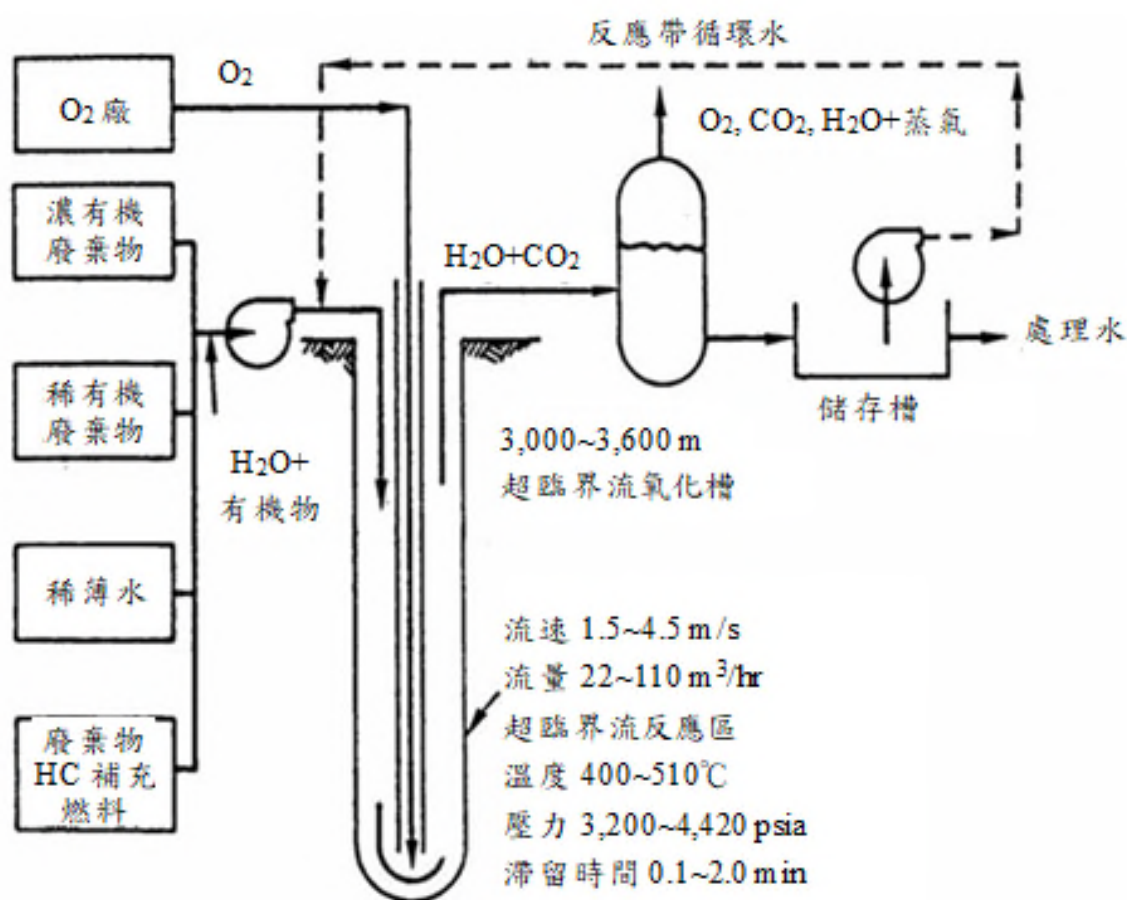 反應帶循環水
O2
O2廠
O2, CO2, H2O+蒸氣
濃有機
廢棄物
H2O+CO2
處理水
稀有機
廢棄物
儲存槽
H2O+
有機物
3,000~3,600 m
超臨界流氧化槽
稀薄水
流速 1.5~4.5 m/s
流量 22~110 m³/hr
超臨界流反應區
溫度 400~510℃
壓力 3,200~4,420 psia
滯留時間 0.1~2.0 min
廢棄物
HC 補充
燃料